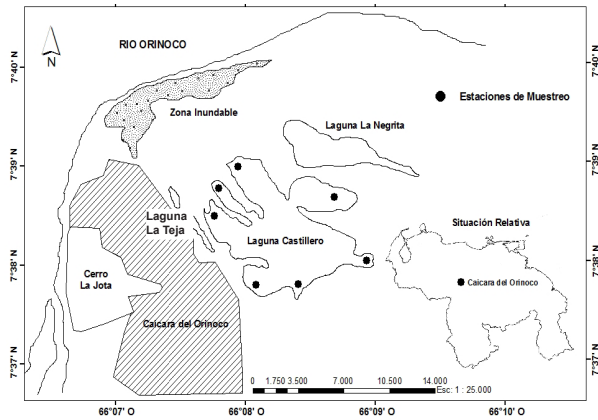 RIO ORINOCO
N
7°40'
7°40'
Estaciones de Muestreo
Zona Inundable
Laguna La Negrita
7°39'
7°39'
Laguna
La Teja
Situación Relativa
Laguna Castillero
7°38'
7°38'
Cerro
La Jota
Caicara del Orinoco
Caicara del Orinoco
7°37'
7°37'
0 1.750 3.500 7.000 10.500 14.000
Esc: 1 : 25.000
66°07' 66°08' 66°09' 66°10'